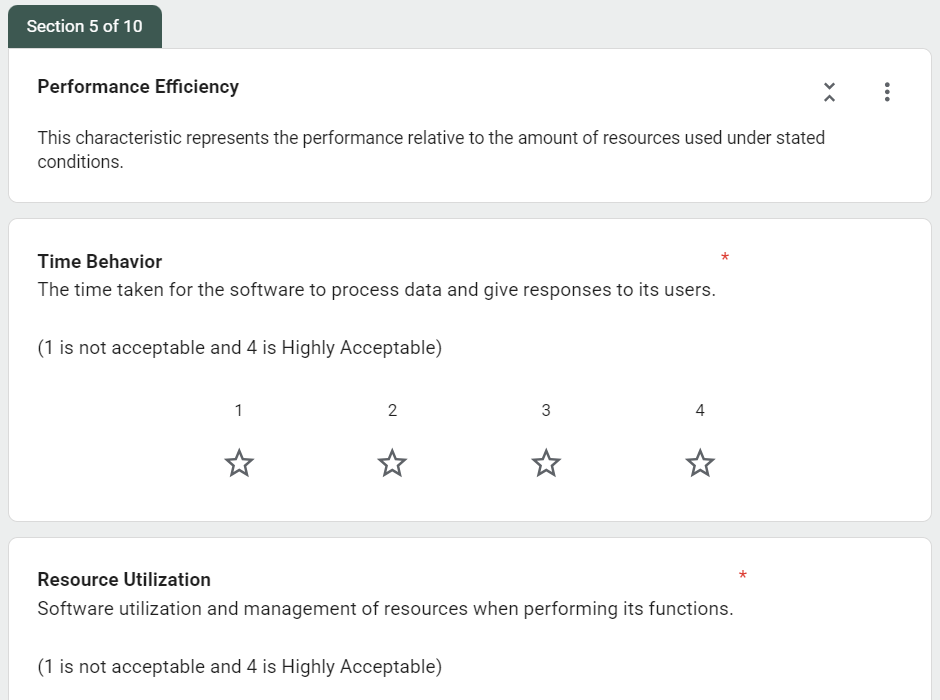 Section 5 of 10
Performance Efficiency
This characteristic represents the performance relative to the amount of resources used under stated
conditions.
Time Behavior *
The time taken for the software to process data and give responses to its users.
(1 is not acceptable and 4 is Highly Acceptable)
1 2 3 4
Resource Utilization *
Software utilization and management of resources when performing its functions.
(1 is not acceptable and 4 is Highly Acceptable)